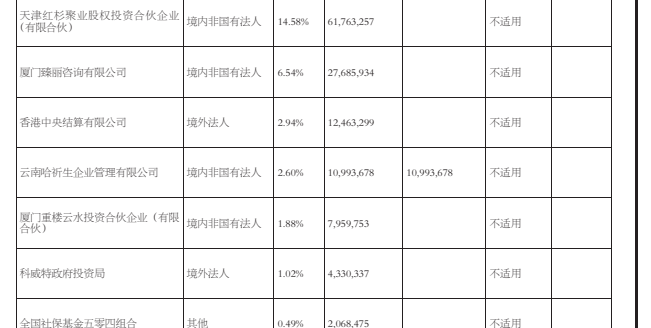 天津红杉聚业股权投资合伙企业
(有限合伙) 境内非国有法人 14.58% 61,763,257 不适用
厦门臻丽咨询有限公司 境内非国有法人 6.54% 27,685,934 不适用
香港中央结算有限公司 境外法人 2.94% 12,463,299 不适用
云南哈祈生企业管理有限公司 境内非国有法人 2.60% 10,993,678 10,993,678 不适用
厦门重楼云水投资合伙企业（有限
合伙） 境内非国有法人 1.88% 7,959,753 不适用
科威特政府投资局 境外法人 1.02% 4,330,337 不适用
全国社保基金五零四组合 其他 0.49% 2,068,475 不适用